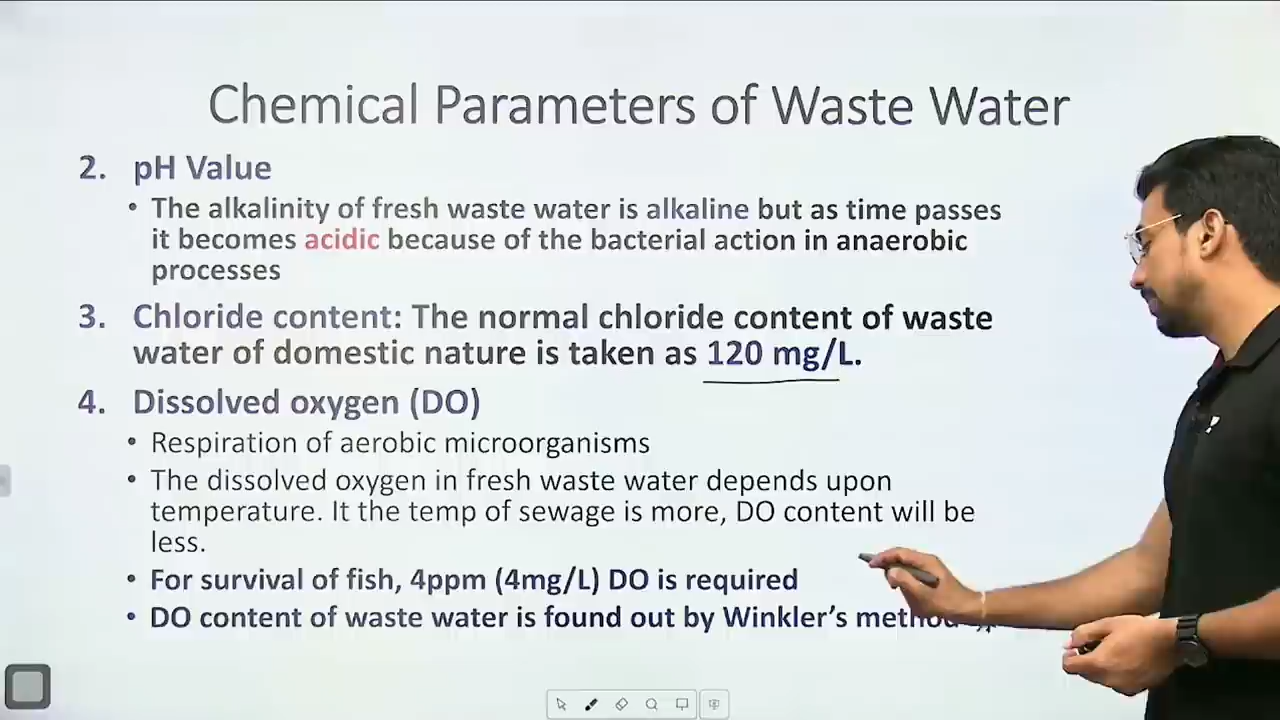 Chemical Parameters of Waste Water
2. pH Value
• The alkalinity of fresh waste water is alkaline but as time passes
it becomes acidic because of the bacterial action in anaerobic
processes
3. Chloride content: The normal chloride content of waste
water of domestic nature is taken as 120 mg/L.
4. Dissolved oxygen (DO)
• Respiration of aerobic microorganisms
• The dissolved oxygen in fresh waste water depends upon
temperature. It the temp of sewage is more, DO content will be
less.
• For survival of fish, 4ppm (4mg/L) DO is required
• DO content of waste water is found out by Winkler's method